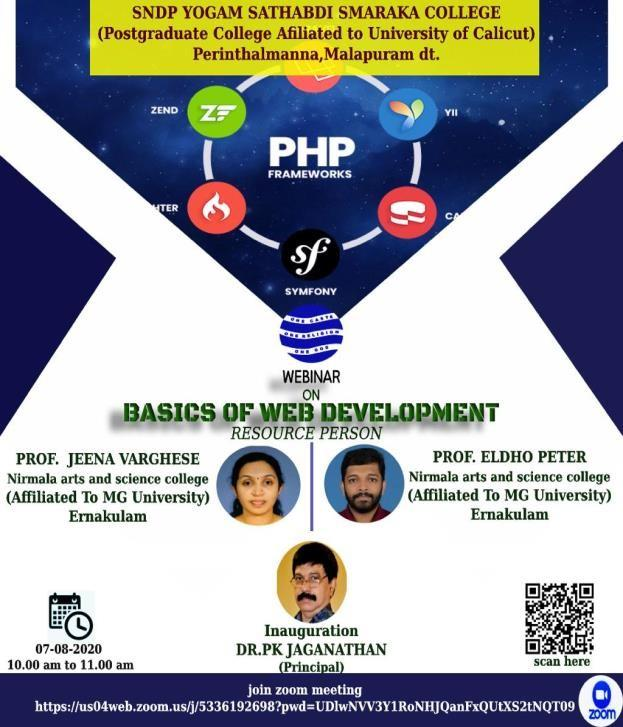 SNDP YOGAM SATHABDI SMARAKA COLLEGE
(Postgraduate College Afiliated to University of Calicut)
Perinthalmanna,Malapuram dt.
ZEND
YII
PHP
FRAMEWORKS
HTER
CA
sf
SYMFONY
ONE CASTE
ONE RELIGION
ONE GOD
WEBINAR
ON
BASICS OF WEB DEVELOPMENT
RESOURCE PERSON
PROF. JEENA VARGHESE
Nirmala arts and science college
(Affiliated To MG University)
Ernakulam
PROF. ELDHO PETER
Nirmala arts and science college
(Affiliated To MG University)
Ernakulam
Inauguration
DR.PK JAGANATHAN
(Principal)
07-08-2020
10.00 am to 11.00 am
scan here
join zoom meeting
https://us04web.zoom.us/j/5336192698?pwd=UDlwNVV3Y1RoNHJQanFxQUtXS2tNQT09
zoom